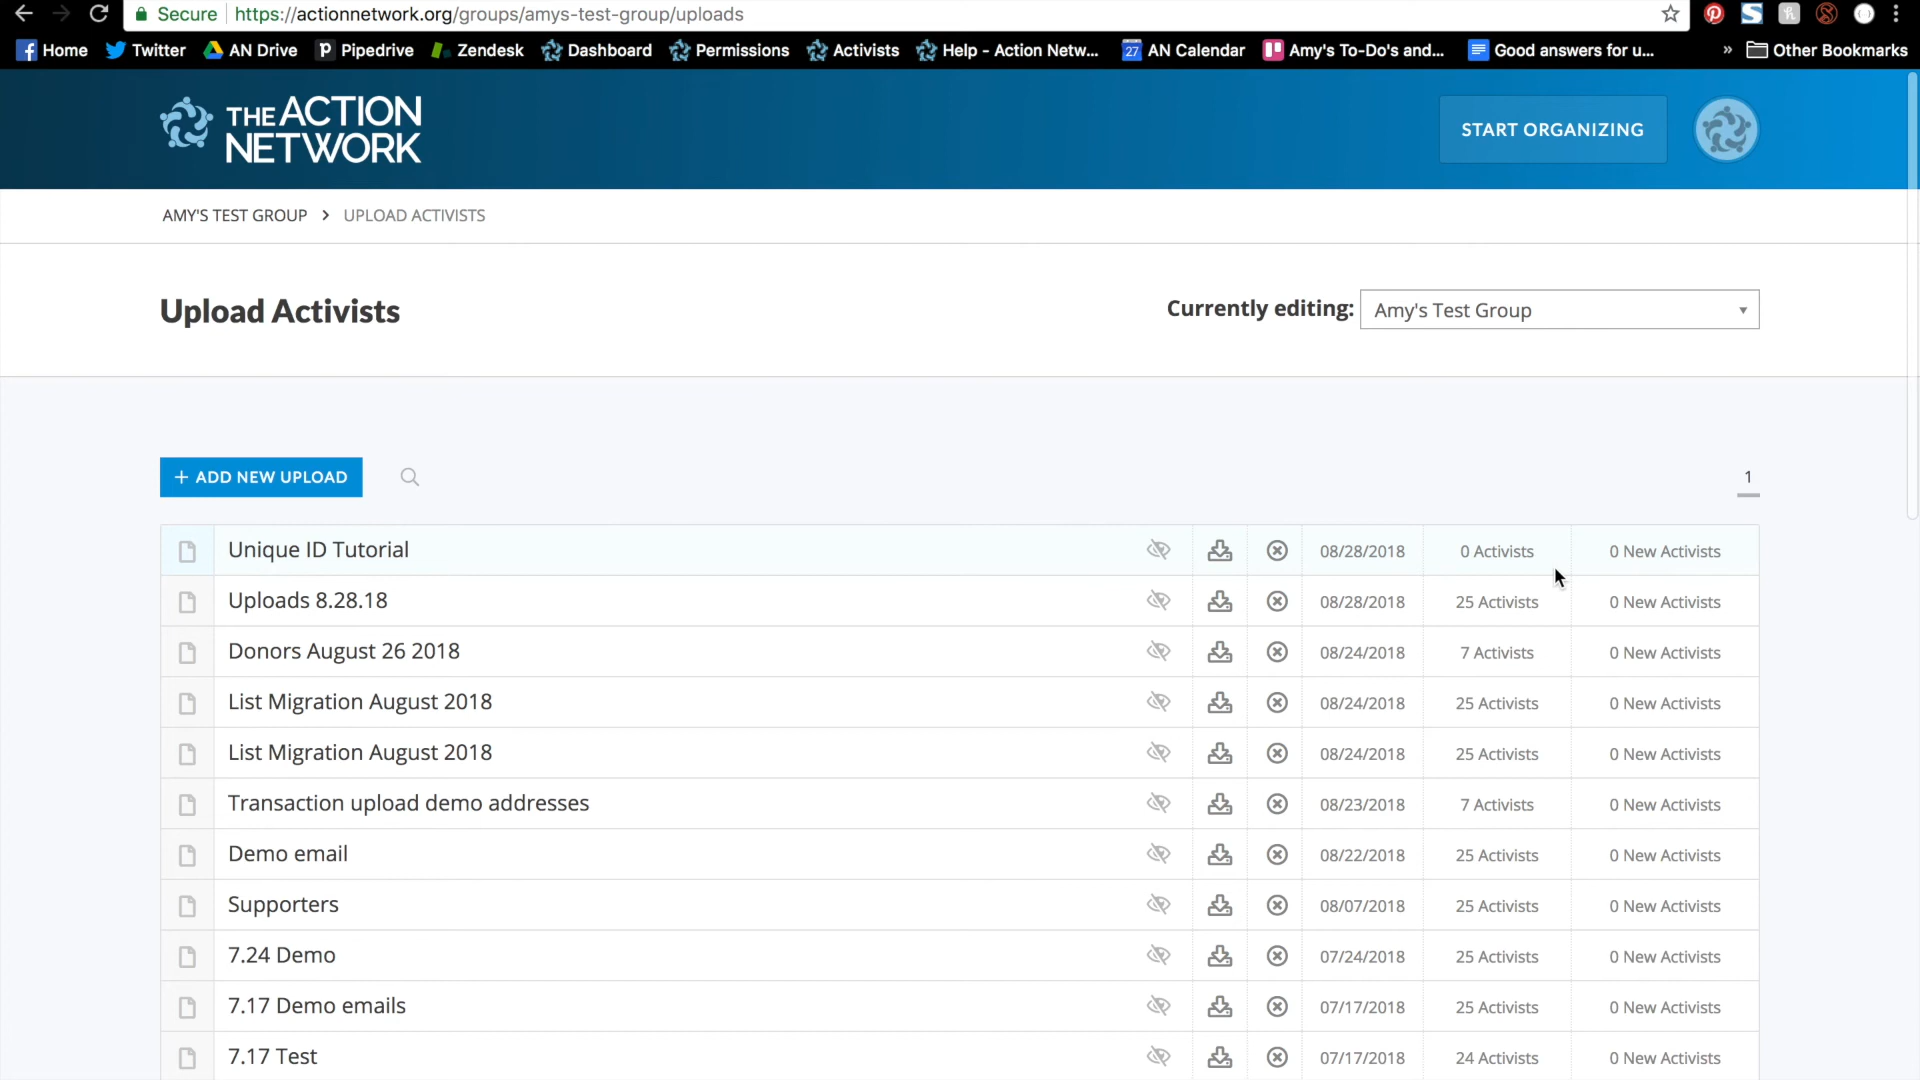 Secure https://actionnetwork.org/groups/amys-test-group/uploads
Home Twitter AN Drive Pipedrive Zendesk Dashboard Permissions Activists Help - Action Netw... 27 AN Calendar Amy's To-Do's and... Good answers for u... » Other Bookmarks
THE ACTION
NETWORK
START ORGANIZING
AMY'S TEST GROUP > UPLOAD ACTIVISTS
Upload Activists
Currently editing: Amy's Test Group
+ ADD NEW UPLOAD
1
Unique ID Tutorial 08/28/2018 0 Activists 0 New Activists
Uploads 8.28.18 08/28/2018 25 Activists 0 New Activists
Donors August 26 2018 08/24/2018 7 Activists 0 New Activists
List Migration August 2018 08/24/2018 25 Activists 0 New Activists
List Migration August 2018 08/24/2018 25 Activists 0 New Activists
Transaction upload demo addresses 08/23/2018 7 Activists 0 New Activists
Demo email 08/22/2018 25 Activists 0 New Activists
Supporters 08/07/2018 25 Activists 0 New Activists
7.24 Demo 07/24/2018 25 Activists 0 New Activists
7.17 Demo emails 07/17/2018 25 Activists 0 New Activists
7.17 Test 07/17/2018 24 Activists 0 New Activists